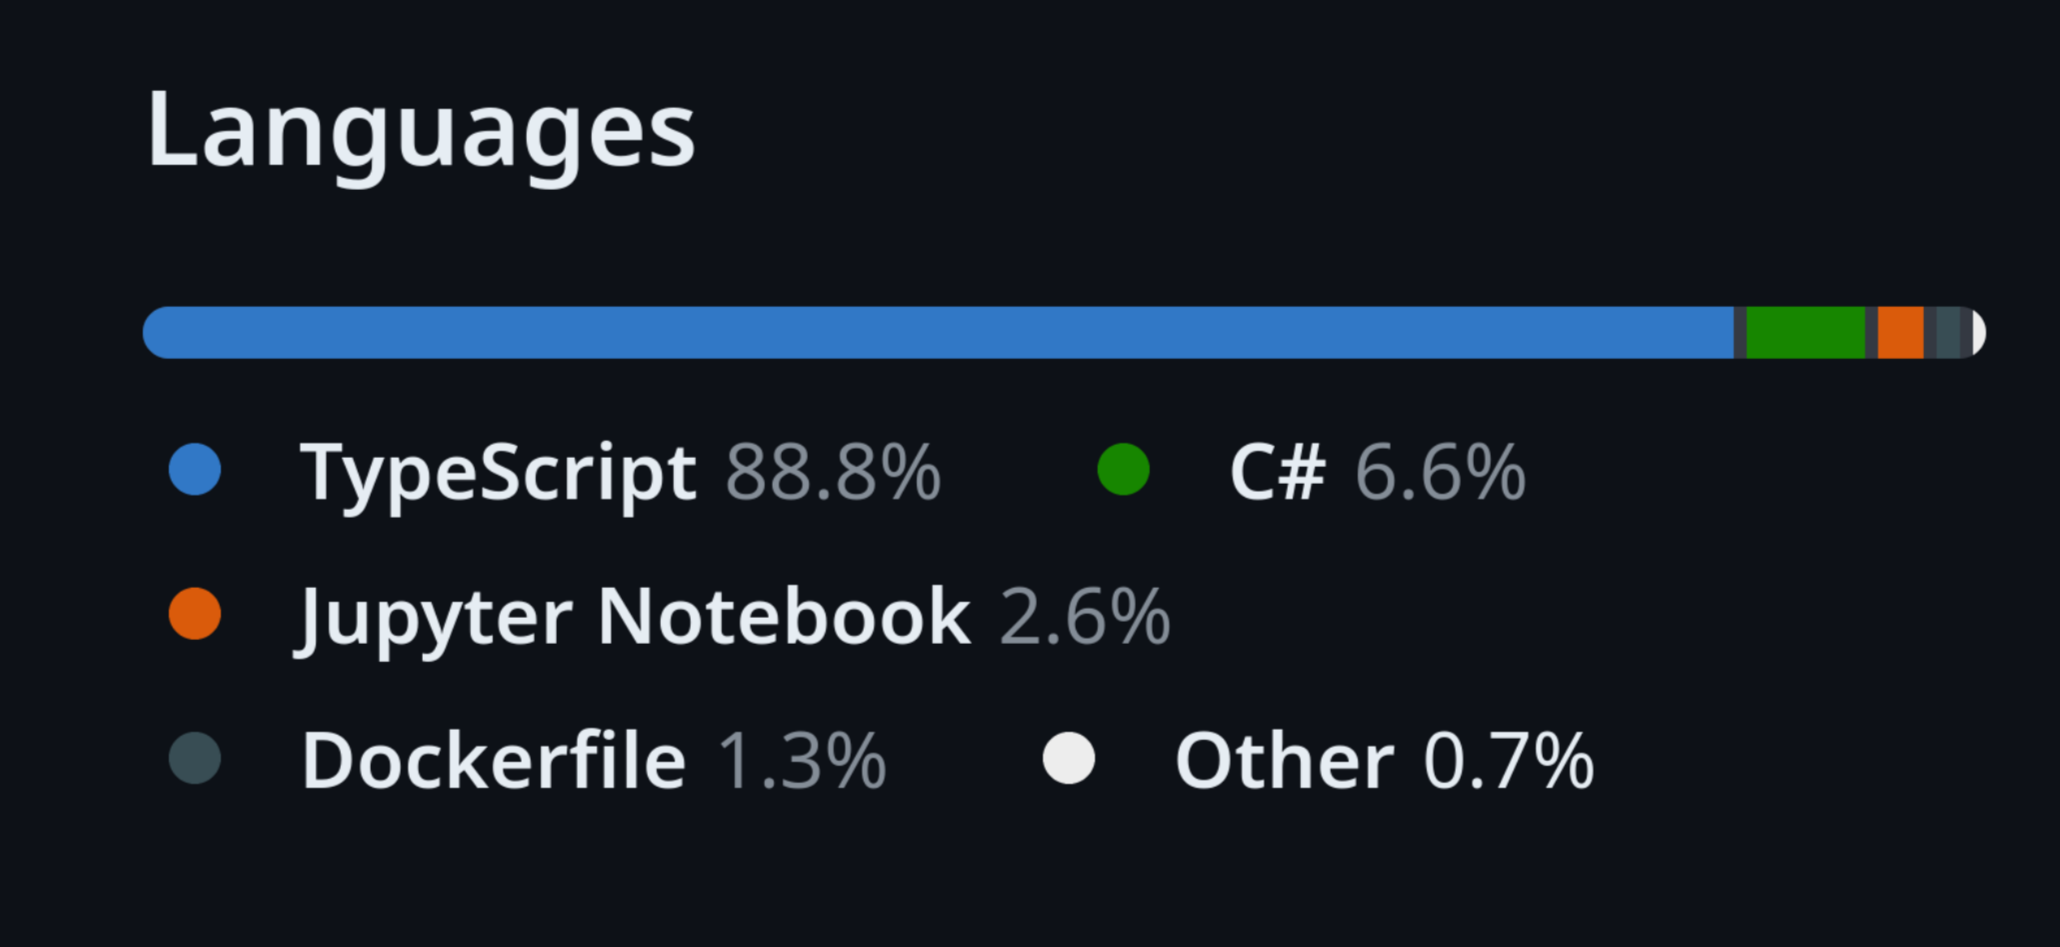 Languages
TypeScript 88.8% C# 6.6%
Jupyter Notebook 2.6%
Dockerfile 1.3% Other 0.7%